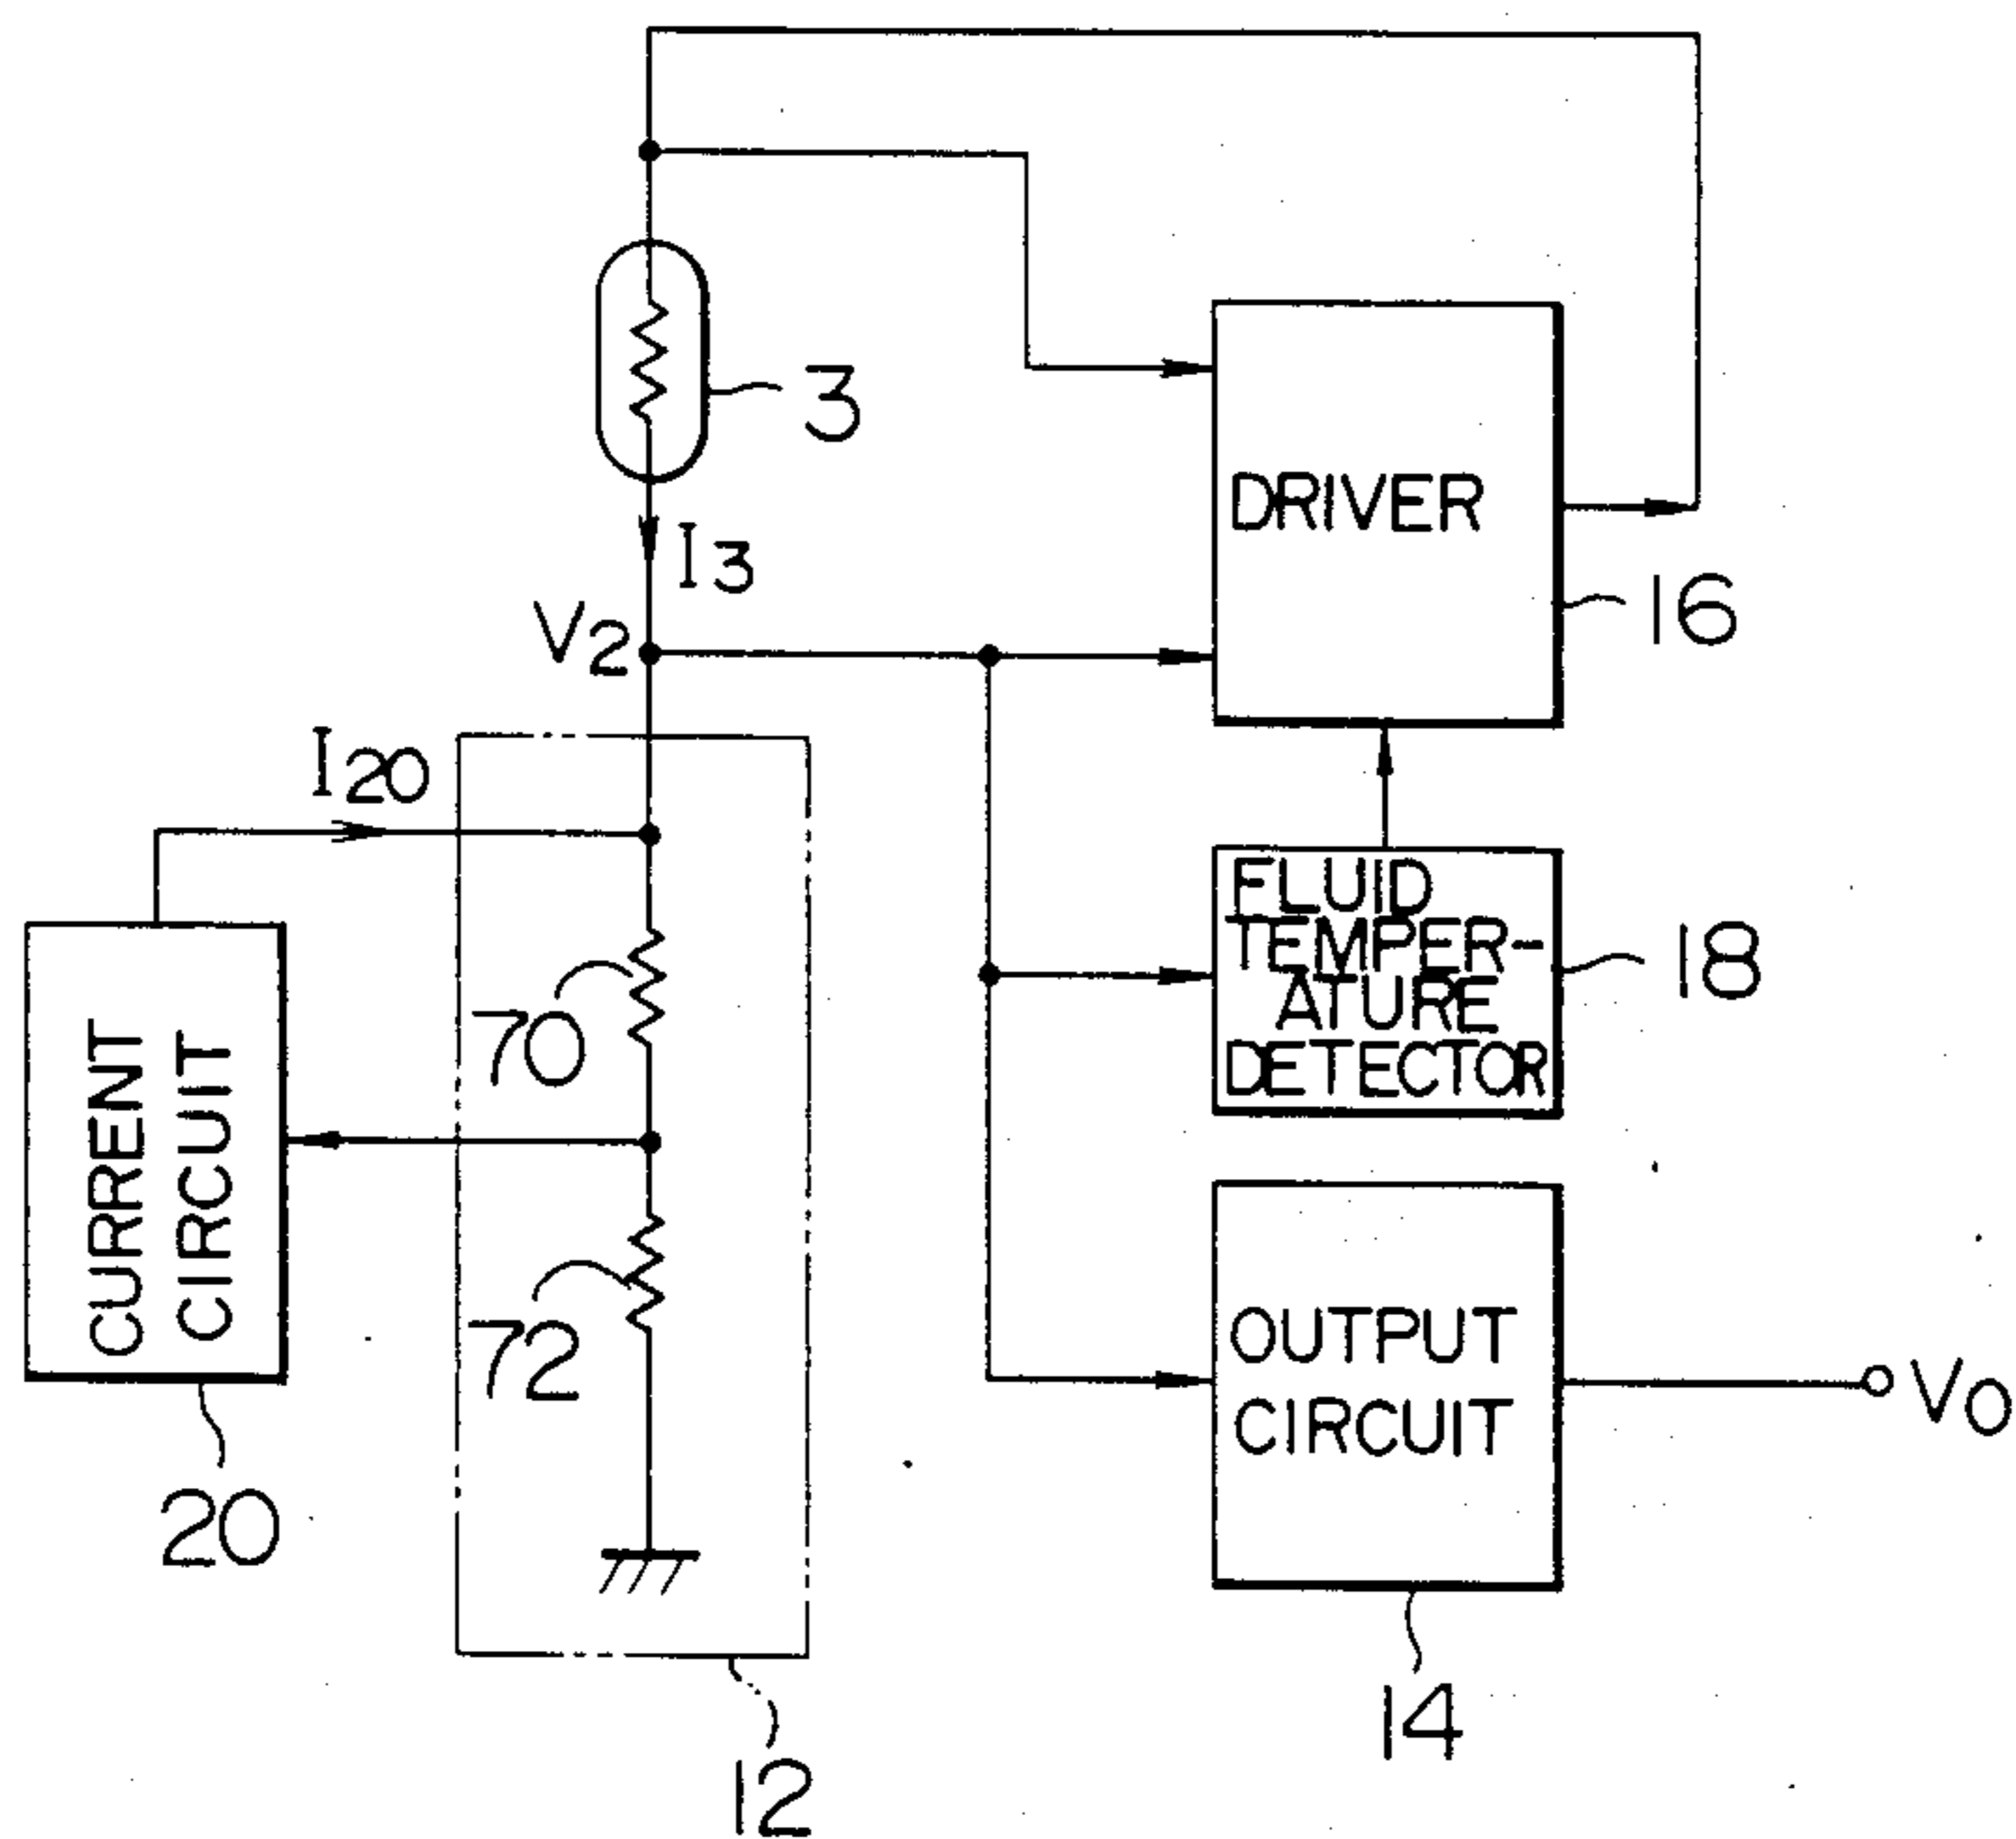 3
I3
DRIVER
16
V2
I20
FLUID
TEMPER-
ATURE
DETECTOR
18
70
CURRENT
CIRCUIT
72
OUTPUT
CIRCUIT
VO
20
14
12